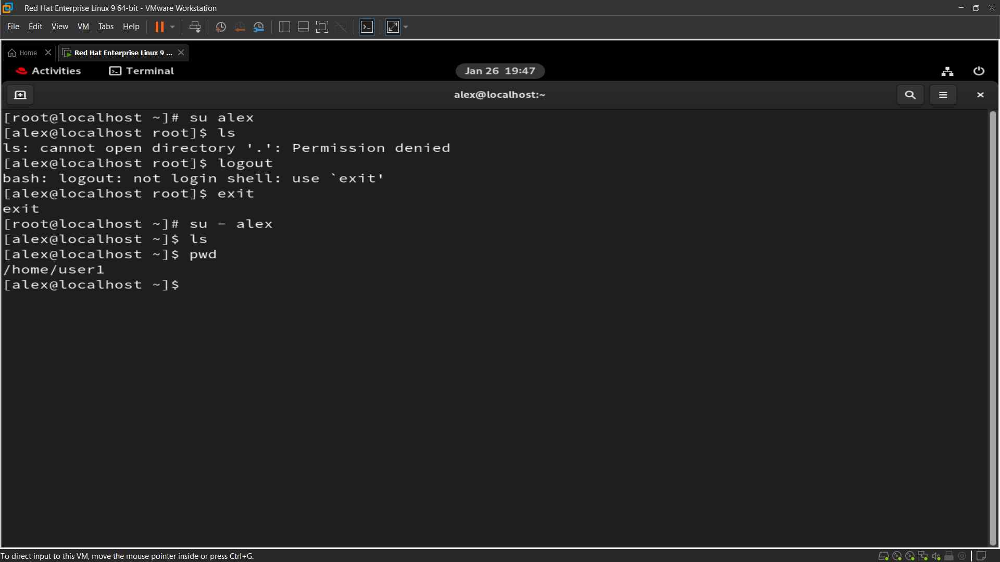 Red Hat Enterprise Linux 9 64-bit - VMware Workstation
File Edit View VM Tabs Help
Home Red Hat Enterprise Linux 9 ...
Activities Terminal Jan 26 19:47
alex@localhost:~
[root@localhost ~]# su alex
[alex@localhost root]$ ls
ls: cannot open directory '.': Permission denied
[alex@localhost root]$ logout
bash: logout: not login shell: use `exit'
[alex@localhost root]$ exit
exit
[root@localhost ~]# su - alex
[alex@localhost ~]$ ls
[alex@localhost ~]$ pwd
/home/user1
[alex@localhost ~]$
To direct input to this VM, move the mouse pointer inside or press Ctrl+G.